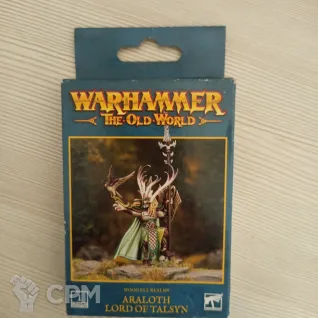 WARHAMMER
THE • OLD • WORLD
WOOD ELF REALMS
ARALOTH
LORD OF TALSYN
CPM